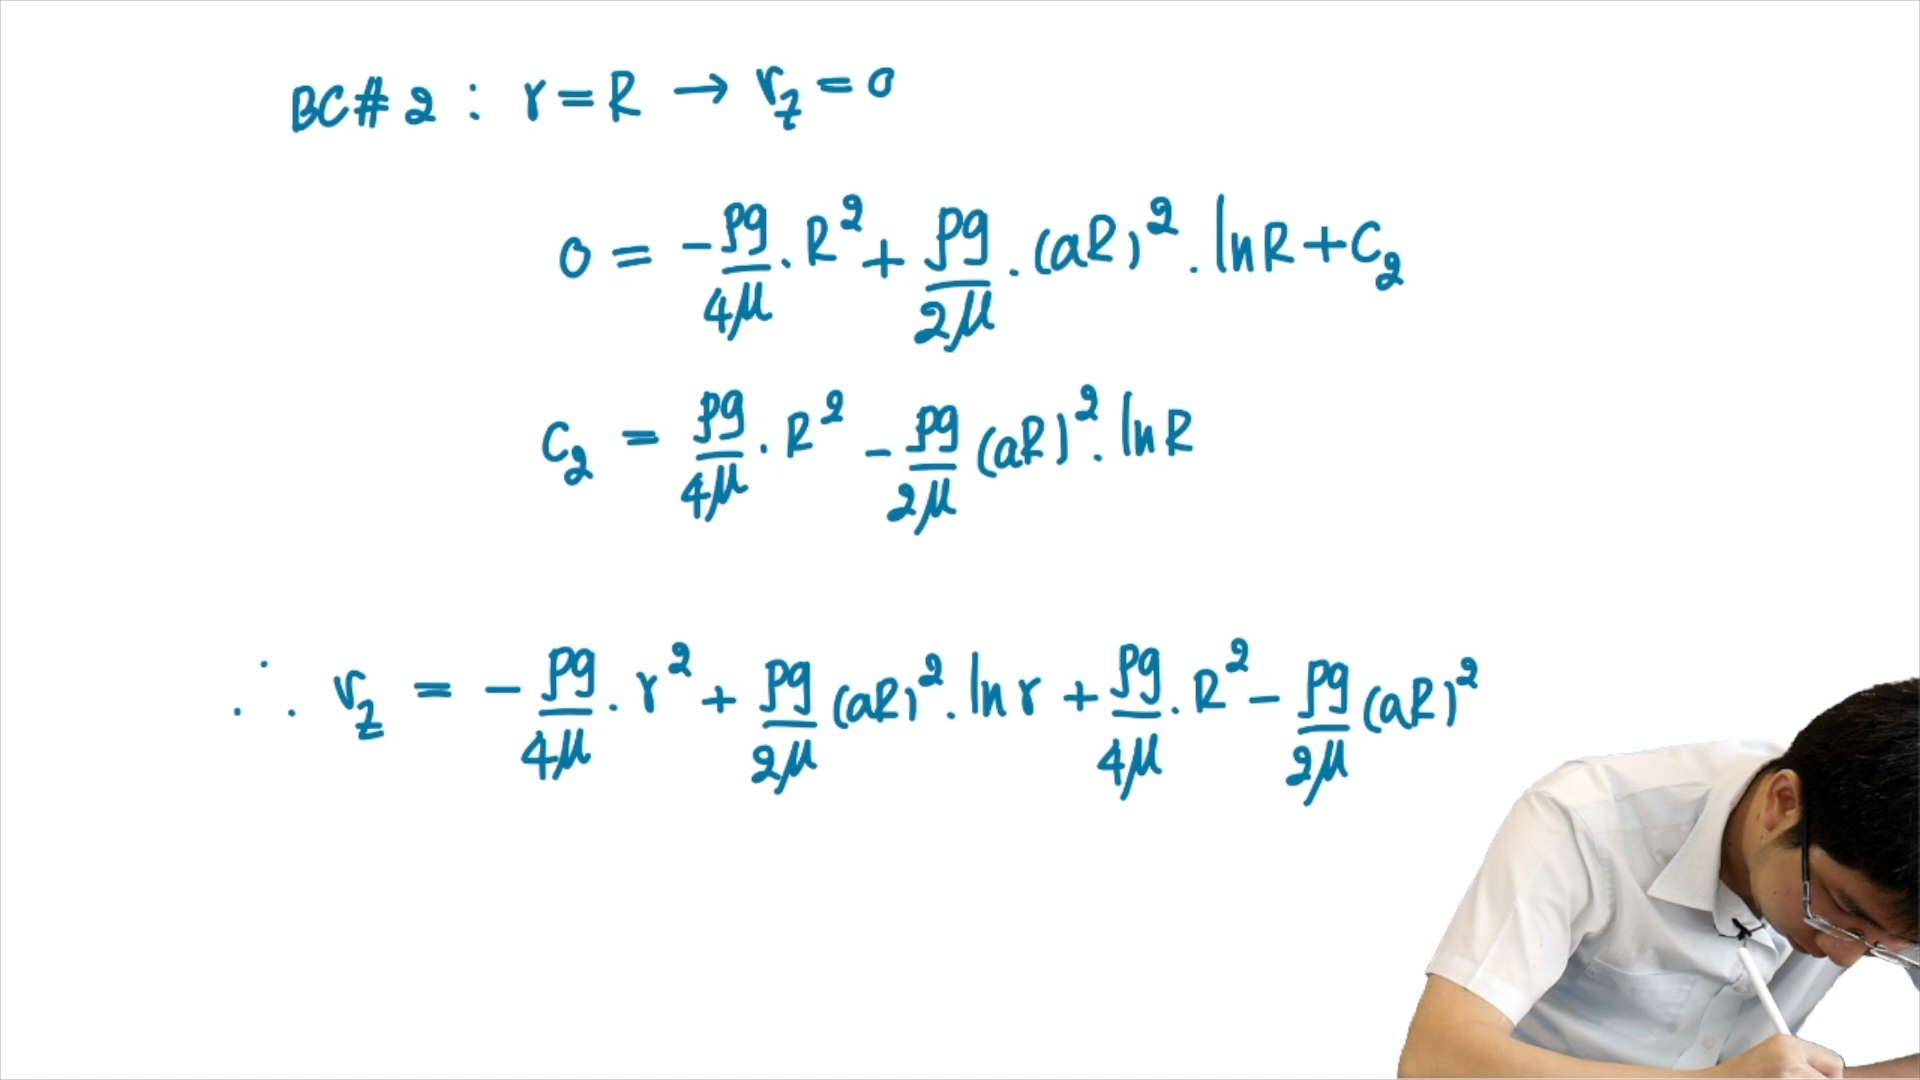 BC# 2 : r = R → v_z = 0
0 = -ρg/4μ · R² + ρg/2μ · (aR)² · ln R + C₂
C₂ = ρg/4μ · R² - ρg/2μ (aR)² · ln R
∴ v_z = -ρg/4μ · r² + ρg/2μ (aR)² · ln r + ρg/4μ · R² - ρg/2μ (aR)²